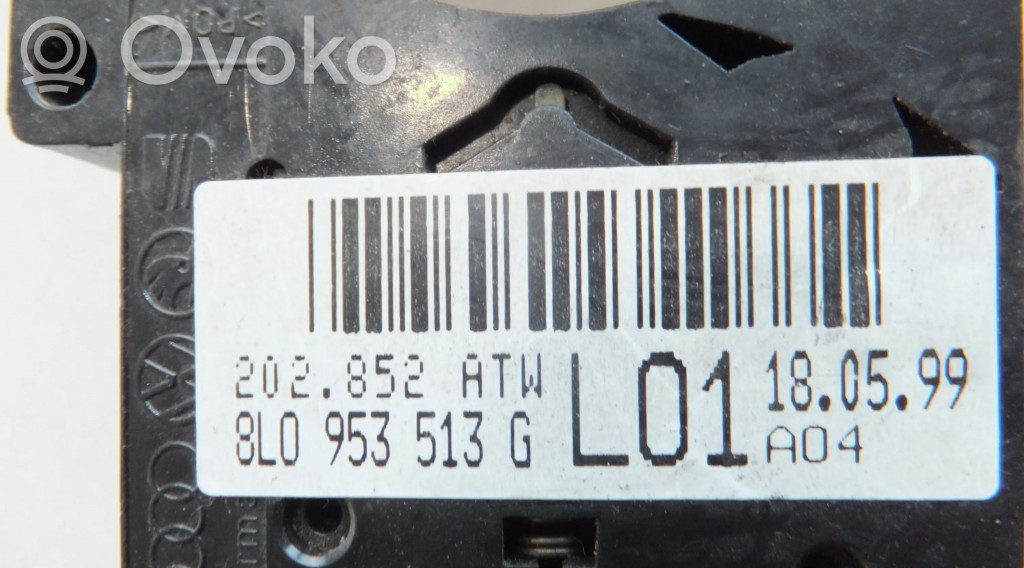 Ovoko
202.852 ATW L01 18.05.99
8L0 953 513 G A04